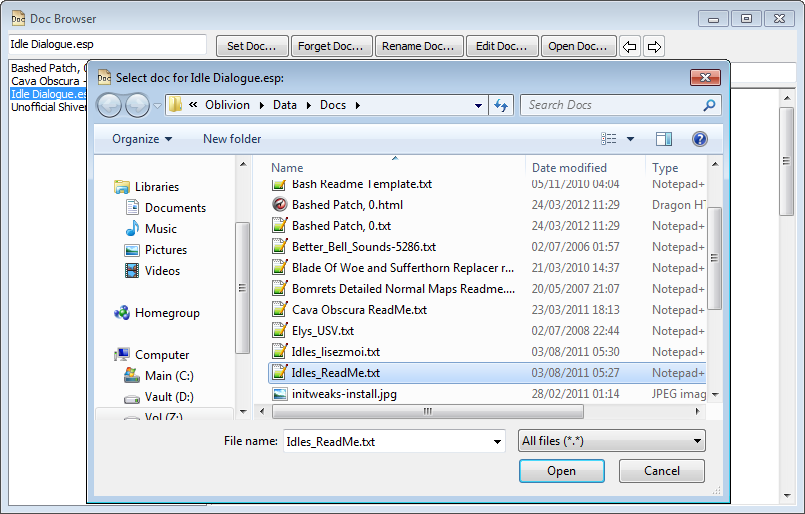 Doc Browser
Idle Dialogue.esp
Set Doc... Forget Doc... Rename Doc... Edit Doc... Open Doc...
Bashed Patch, 0
Cava Obscura -
Idle Dialogue.es
Unofficial Shiver
Doc Select doc for Idle Dialogue.esp:
« Oblivion Data Docs Search Docs
Organize New folder
Name Date modified Type
Bash Readme Template.txt 05/11/2010 04:04 Notepad+
Bashed Patch, 0.html 24/03/2012 11:29 Dragon HT
Bashed Patch, 0.txt 24/03/2012 11:29 Notepad+
Better_Bell_Sounds-5286.txt 02/07/2006 01:57 Notepad+
Blade Of Woe and Sufferthorn Replacer r... 21/03/2010 14:37 Notepad+
Bomrets Detailed Normal Maps Readme.... 20/05/2007 21:07 Notepad+
Cava Obscura ReadMe.txt 23/03/2011 18:13 Notepad+
Elys_USV.txt 02/07/2008 22:44 Notepad+
Idles_lisezmoi.txt 03/08/2011 05:30 Notepad+
Idles_ReadMe.txt 03/08/2011 05:27 Notepad+
initweaks-install.jpg 28/02/2011 01:14 JPEG imag
Libraries
Documents
Music
Pictures
Videos
Homegroup
Computer
Main (C:)
Vault (D:)
Vol (Z:)
File name: Idles_ReadMe.txt All files (*.*)
Open Cancel